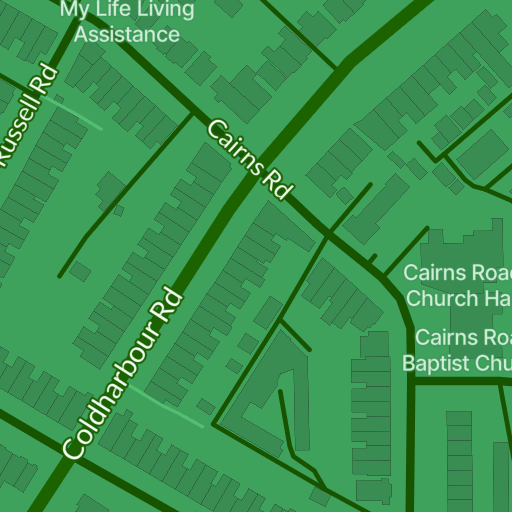 My Life Living
Assistance
Russell Rd
Cairns Rd
Cairns Road
Church Ha
Cairns Roa
Baptist Chu
Coldharbour Rd